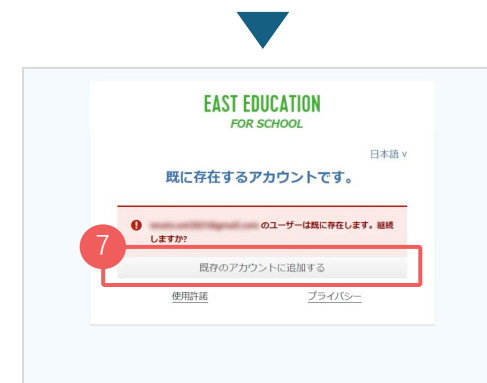 EAST EDUCATION
FOR SCHOOL
日本語 v
既に存在するアカウントです。
のユーザーは既に存在します。継続
しますか?
7
既存のアカウントに追加する
使用許諾 プライバシー